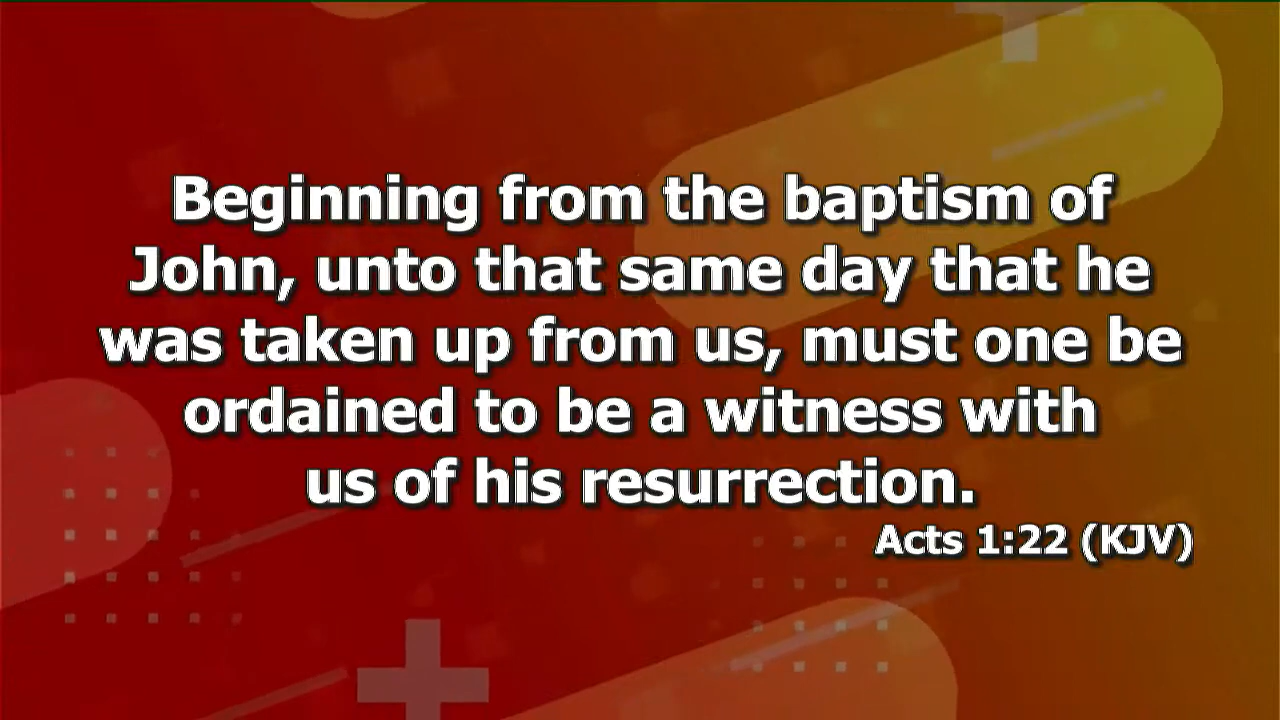 Beginning from the baptism of
John, unto that same day that he
was taken up from us, must one be
ordained to be a witness with
us of his resurrection.
Acts 1:22 (KJV)